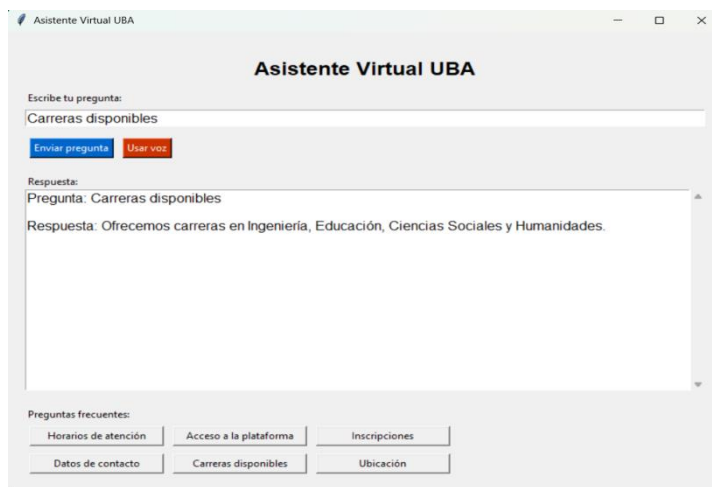 Asistente Virtual UBA
Asistente Virtual UBA
Escribe tu pregunta:
Carreras disponibles
Enviar pregunta Usar voz
Respuesta:
Pregunta: Carreras disponibles
Respuesta: Ofrecemos carreras en Ingeniería, Educación, Ciencias Sociales y Humanidades.
Preguntas frecuentes:
Horarios de atención Acceso a la plataforma Inscripciones
Datos de contacto Carreras disponibles Ubicación